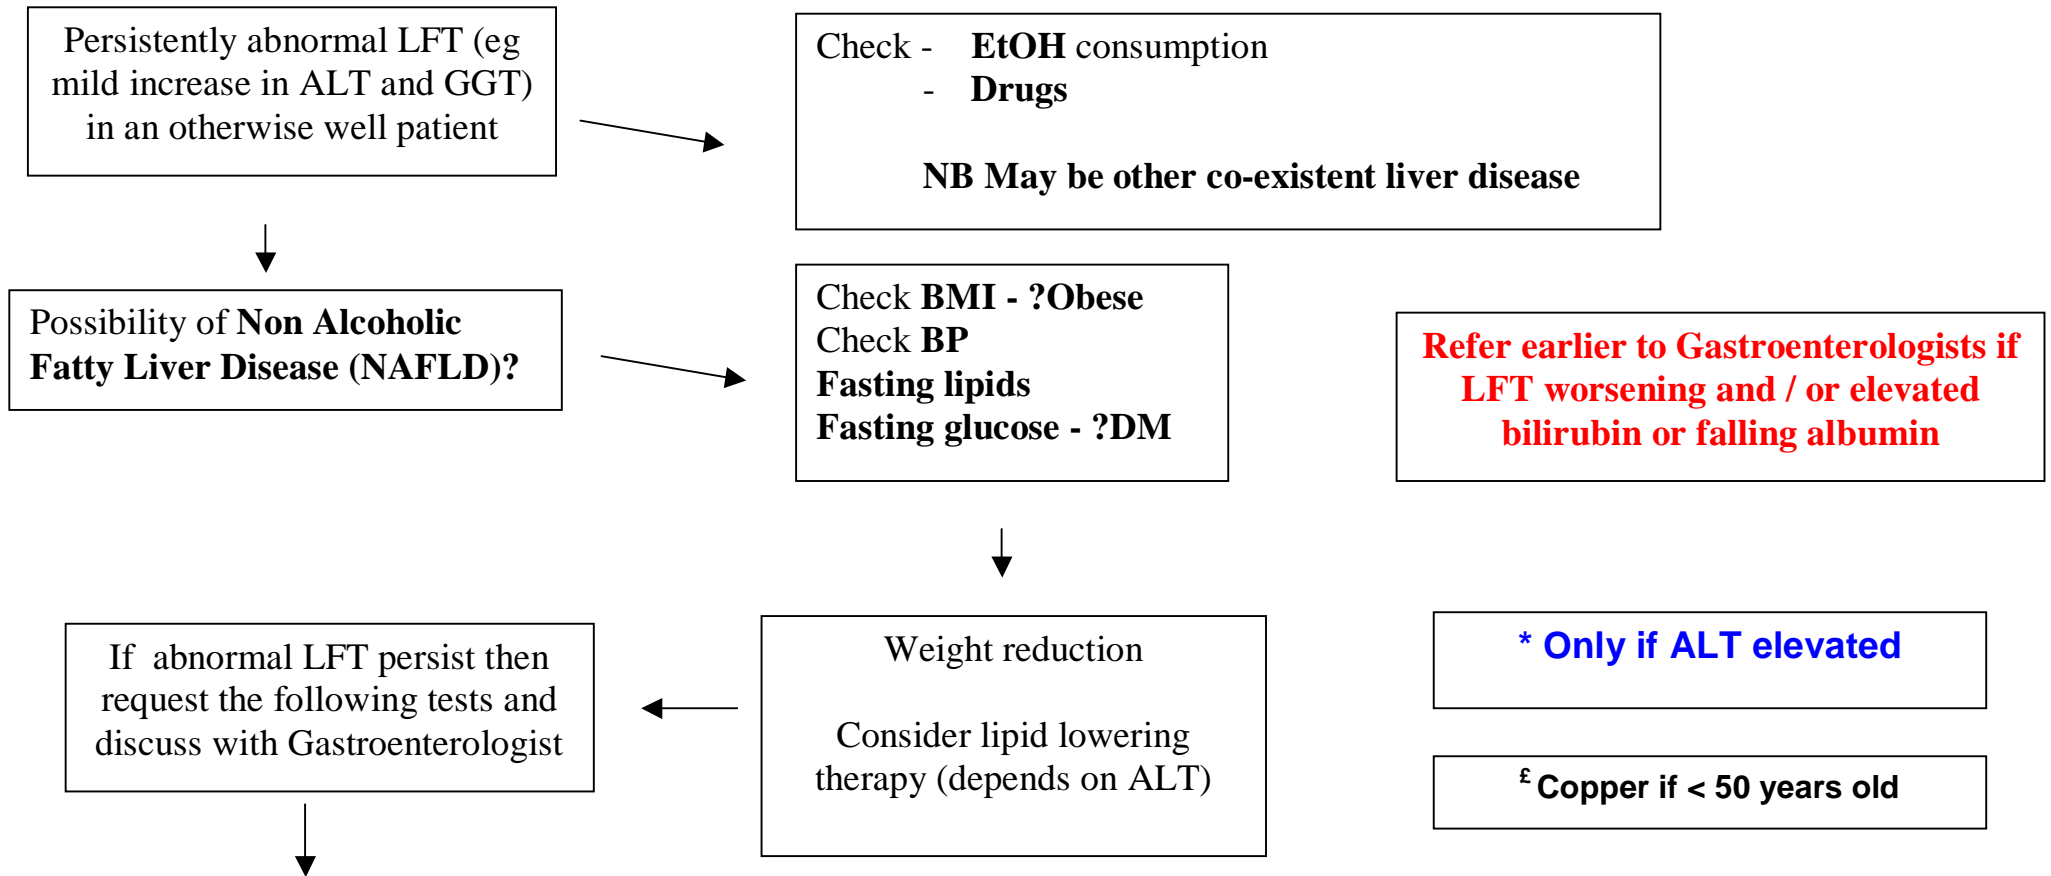 Persistently abnormal LFT (eg
mild increase in ALT and GGT)
in an otherwise well patient
Check - EtOH consumption
- Drugs
NB May be other co-existent liver disease
Possibility of Non Alcoholic
Fatty Liver Disease (NAFLD)?
Check BMI - ?Obese
Check BP
Fasting lipids
Fasting glucose - ?DM
Refer earlier to Gastroenterologists if
LFT worsening and / or elevated
bilirubin or falling albumin
If abnormal LFT persist then
request the following tests and
discuss with Gastroenterologist
Weight reduction
Consider lipid lowering
therapy (depends on ALT)
* Only if ALT elevated
£ Copper if < 50 years old